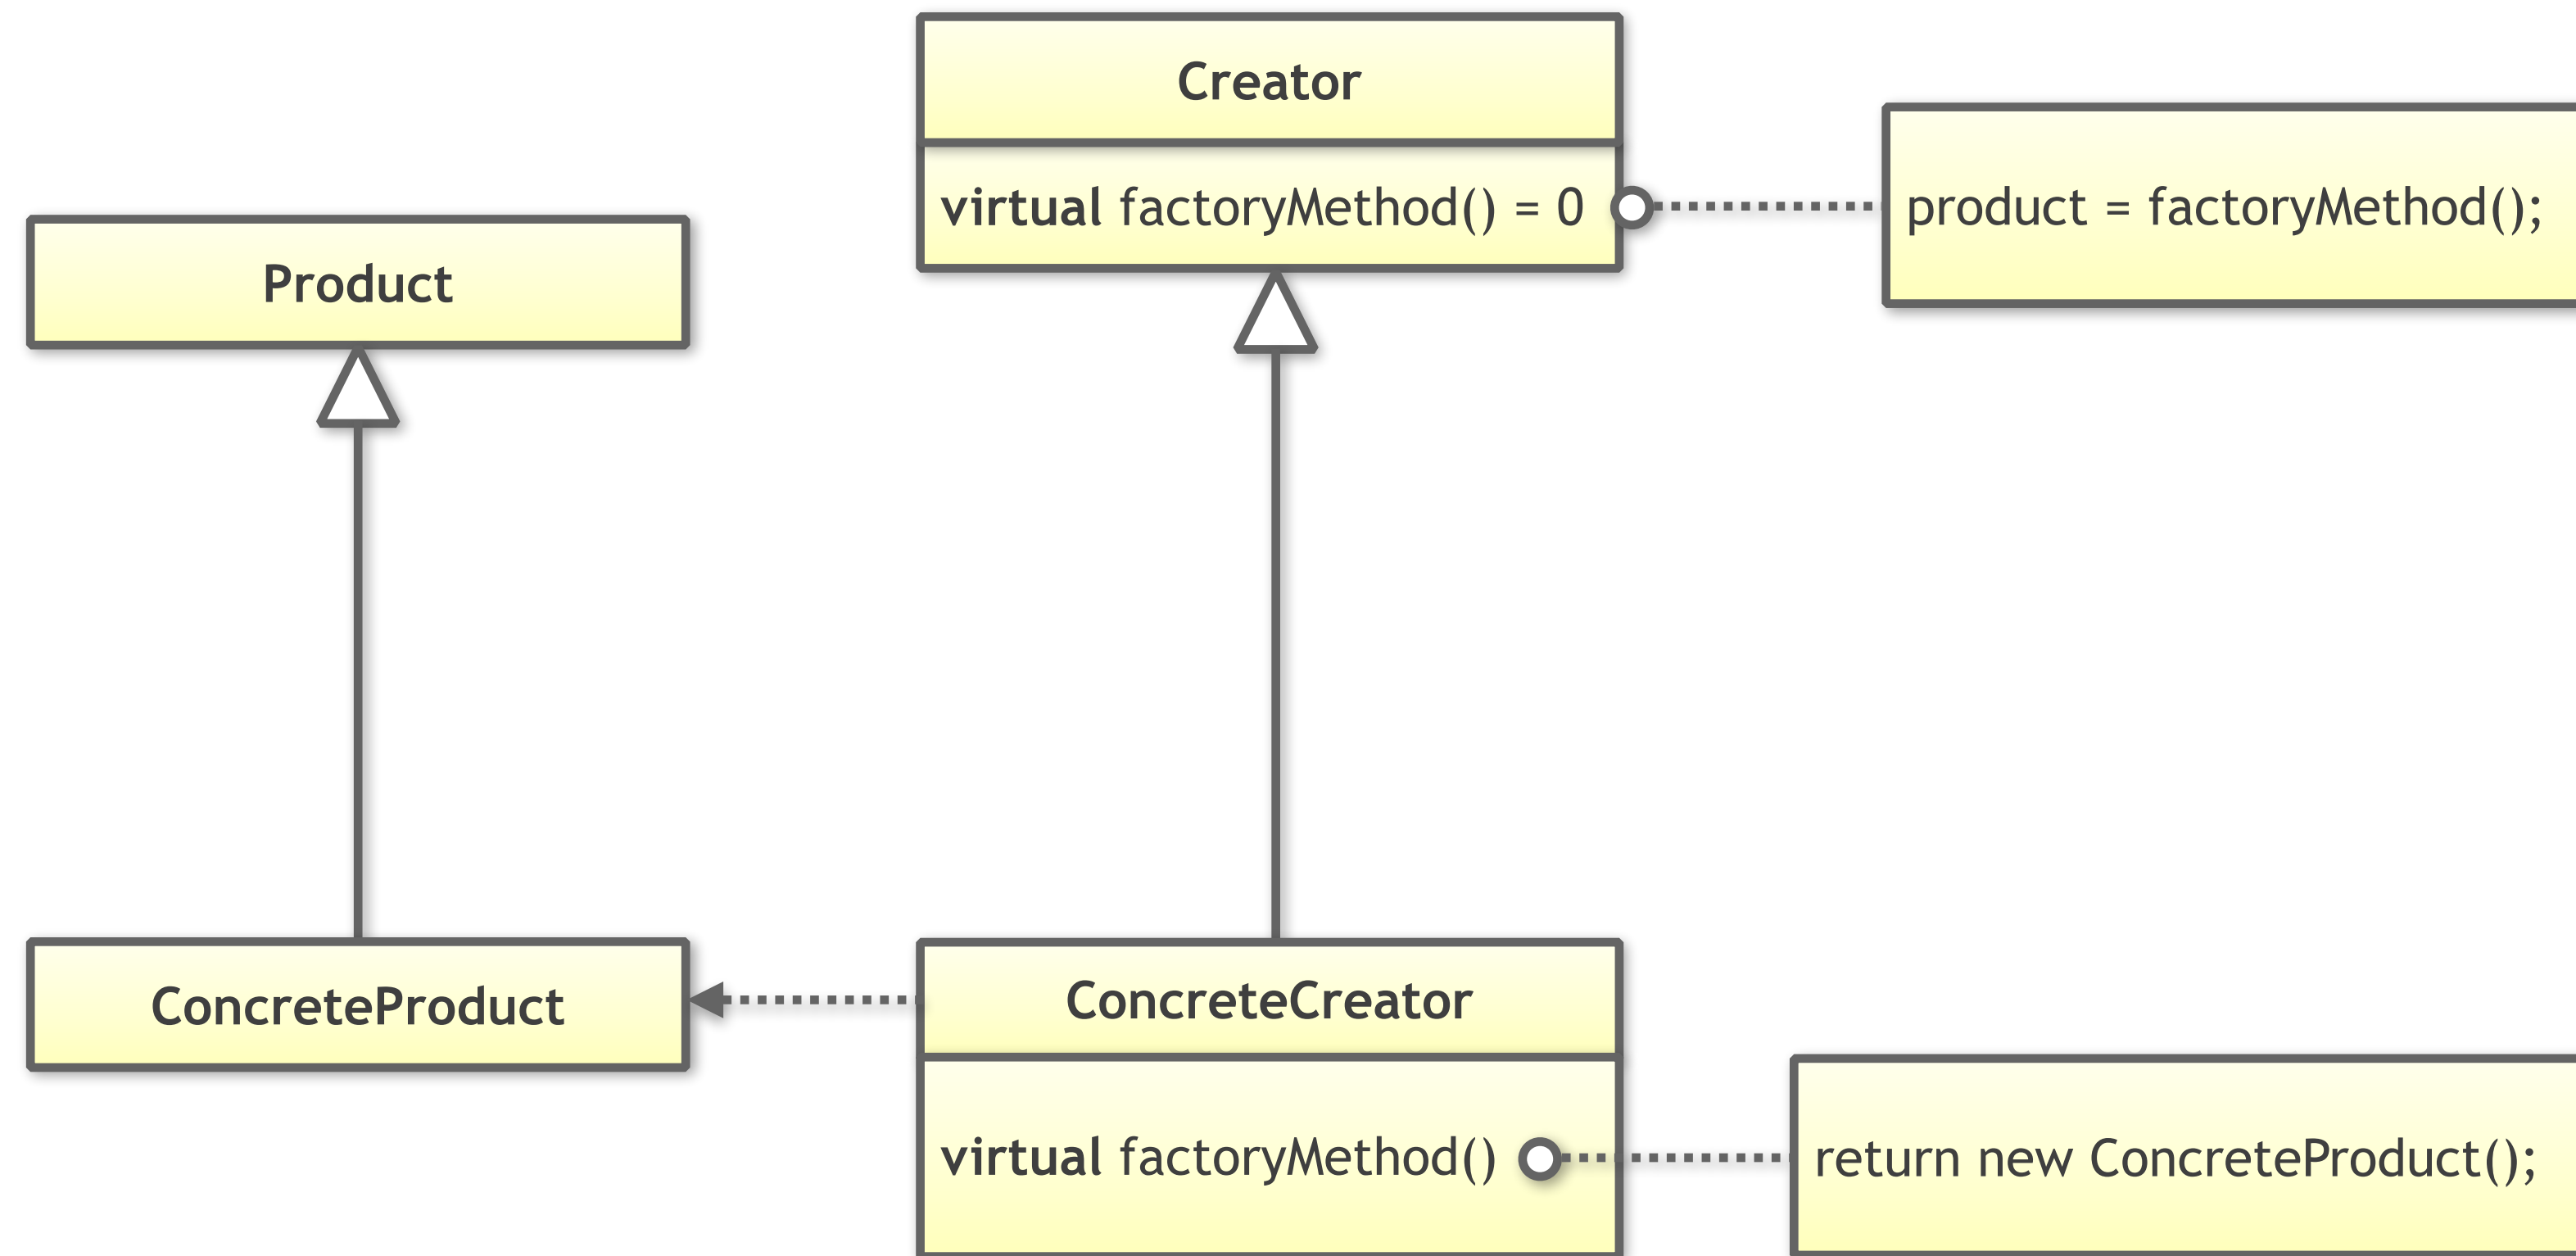 Creator
virtual factoryMethod() = 0
product = factoryMethod();
Product
ConcreteProduct
ConcreteCreator
virtual factoryMethod()
return new ConcreteProduct();